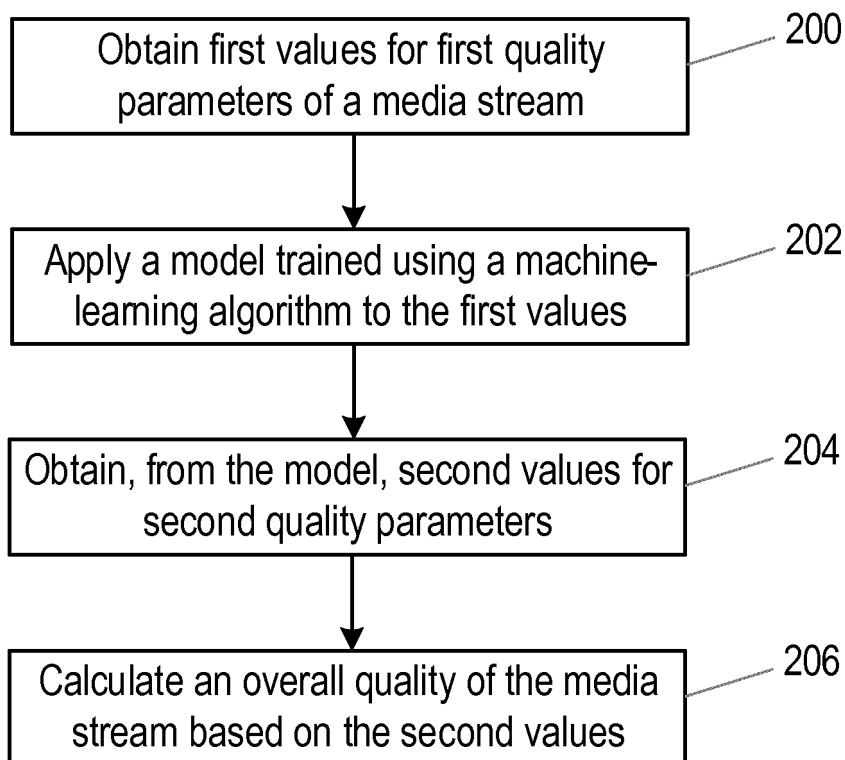 Obtain first values for first quality
parameters of a media stream
200
Apply a model trained using a machine-
learning algorithm to the first values
202
Obtain, from the model, second values for
second quality parameters
204
Calculate an overall quality of the media
stream based on the second values
206